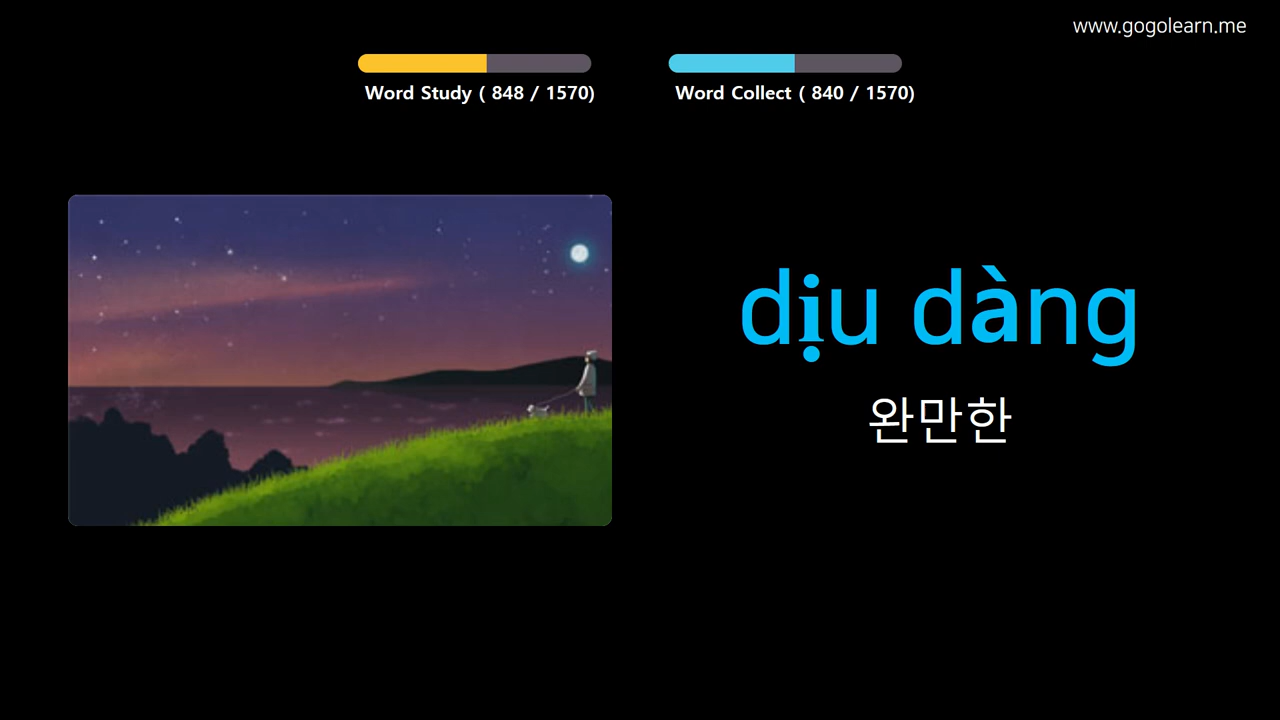 www.gogolearn.me
Word Study ( 848 / 1570)
Word Collect ( 840 / 1570)
dịu dàng
완만한